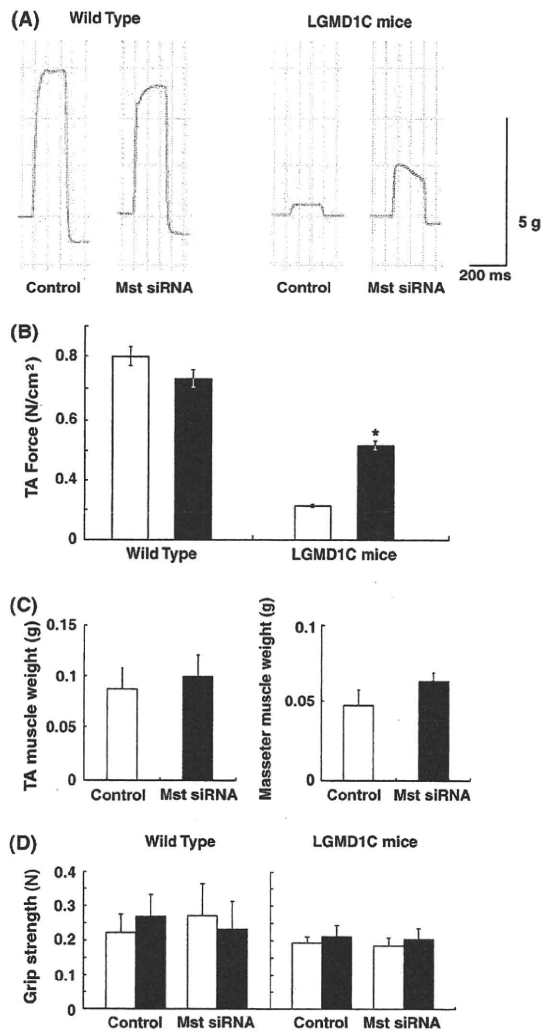 (A)
Wild Type
LGMD1C mice
Control
Mst siRNA
Control
Mst siRNA
5 g
200 ms
(B)
TA Force (N/cm²)
0.8
0.6
0.4
0
*
Wild Type
LGMD1C mice
(C)
TA muscle weight (g)
0.15
0.1
0.05
0
Control
Mst siRNA
Masseter muscle weight (g)
0.1
0.05
0
Control
Mst siRNA
(D)
Wild Type
LGMD1C mice
Grip strength (N)
0.4
0.3
0.2
0.1
0
Control
Mst siRNA
Control
Mst siRNA